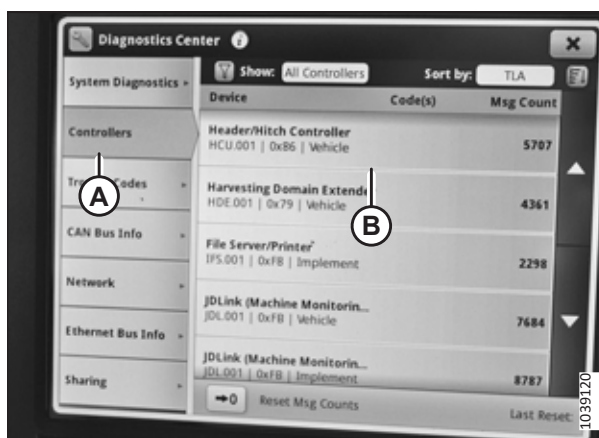 Diagnostics Center
System Diagnostics
Show: All Controllers Sort by: TLA
Device Code(s) Msg Count
Controllers
Header/Hitch Controller
HCU.001 | 0x86 | Vehicle 5707
A
Codes
Harvesting Domain Extende
HDE.001 | 0x79 | Vehicle 4361
B
CAN Bus Info
File Server/Printer
IFS.001 | 0xF8 | Implement 2298
Network
JDLink (Machine Monitorin...
JDL.001 | 0xFB | Vehicle 7684
Ethernet Bus Info
JDLink (Machine Monitorin...
JDL.001 | 0xFB | Implement 8787
Sharing
0 Reset Msg Counts Last Reset:
1039120